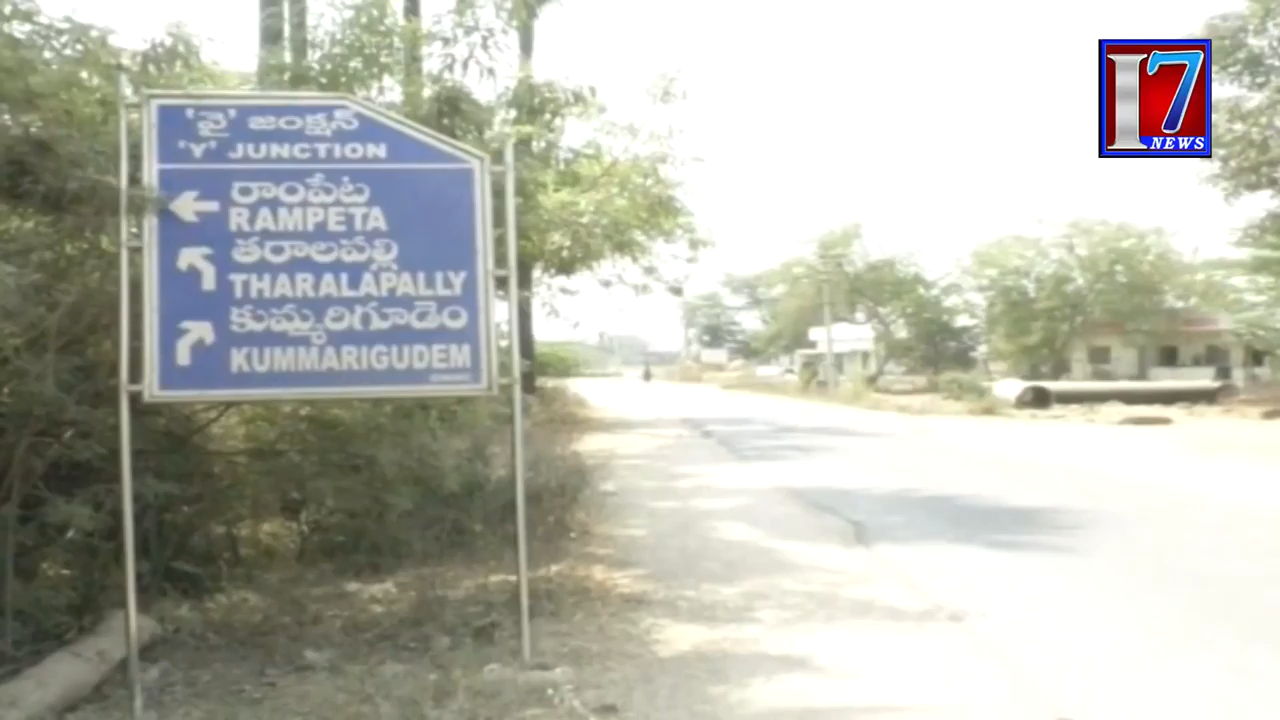 'వై' జంక్షన్
'Y' JUNCTION
రాంపేట
RAMPETA
తరాలపల్లి
THARALAPALLY
కుమ్మరిగూడెం
KUMMARIGUDEM
I7
NEWS